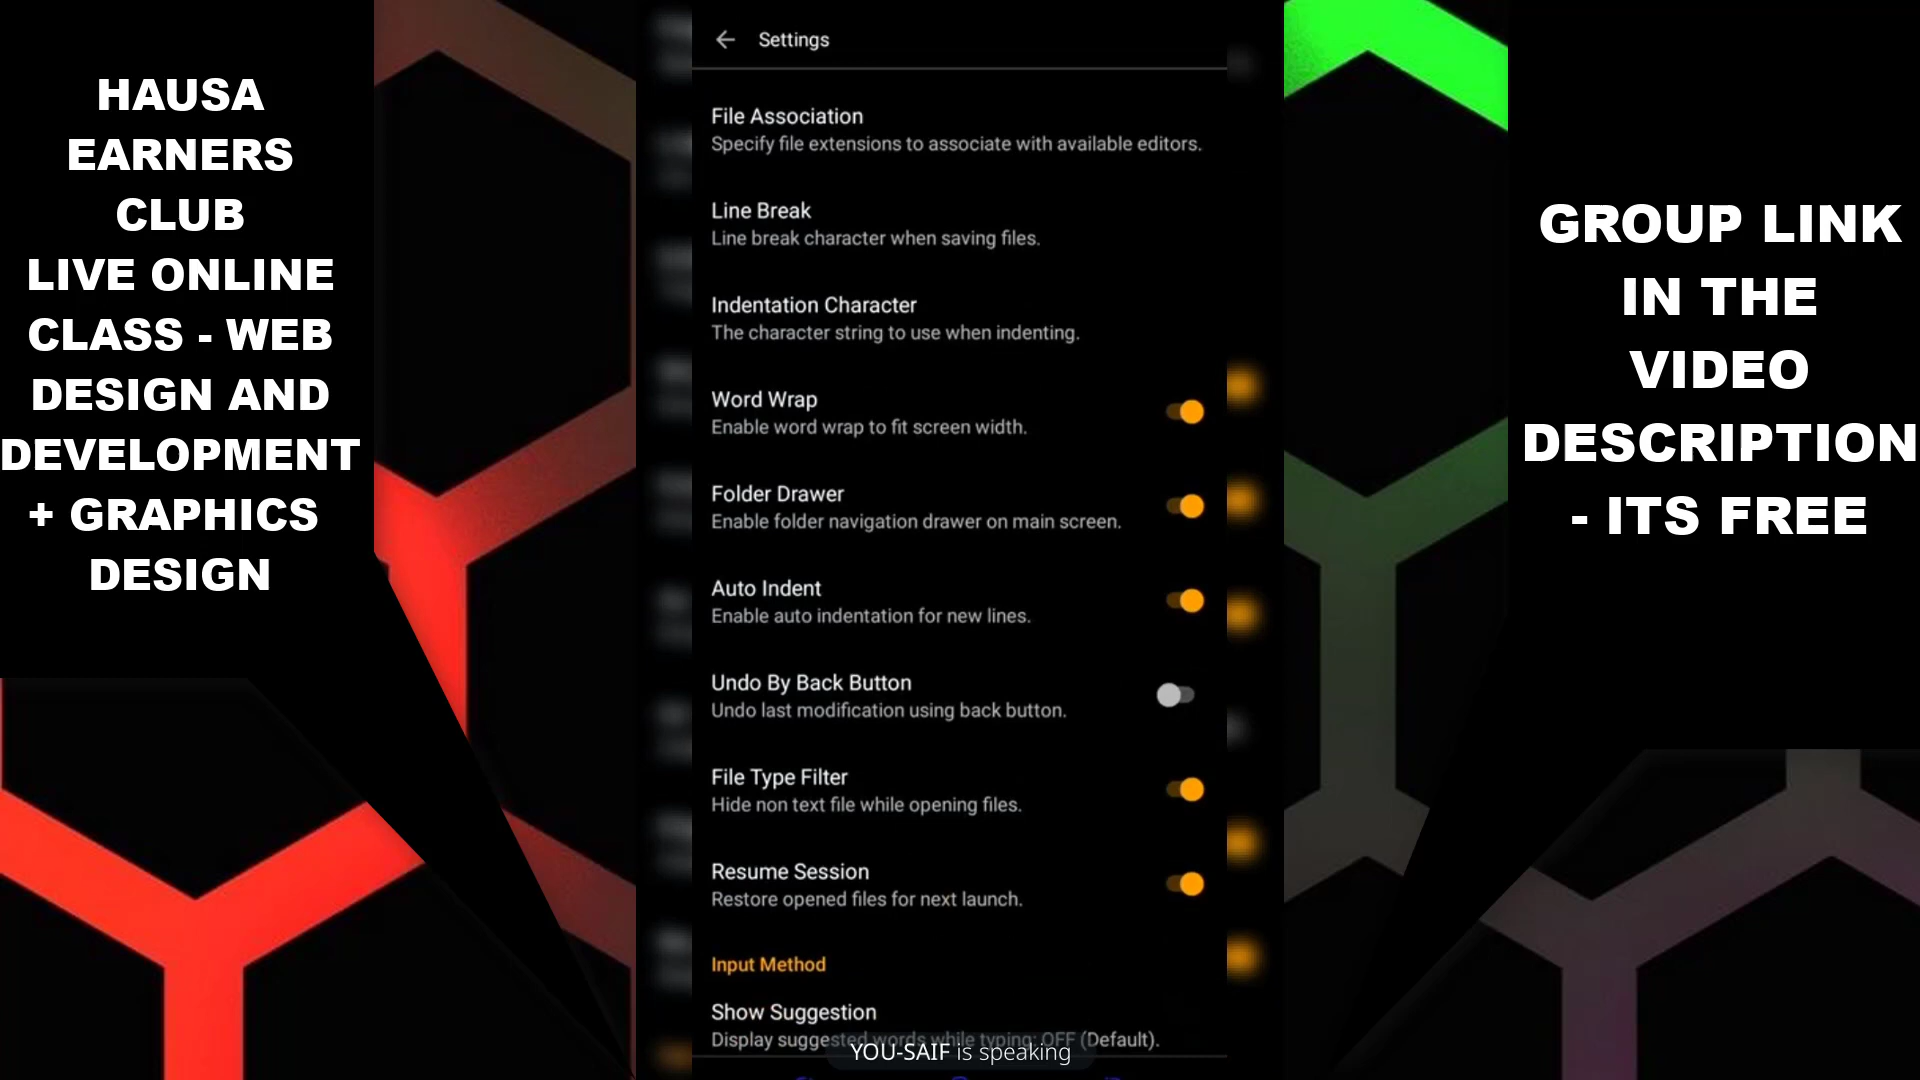 HAUSA
EARNERS
CLUB
LIVE ONLINE
CLASS - WEB
DESIGN AND
DEVELOPMENT
+ GRAPHICS
DESIGN
Settings
File Association
Specify file extensions to associate with available editors.
Line Break
Line break character when saving files.
Indentation Character
The character string to use when indenting.
Word Wrap
Enable word wrap to fit screen width.
Folder Drawer
Enable folder navigation drawer on main screen.
Auto Indent
Enable auto indentation for new lines.
Undo By Back Button
Undo last modification using back button.
File Type Filter
Hide non text file while opening files.
Resume Session
Restore opened files for next launch.
Input Method
Show Suggestion
Display suggested words while typing: OFF (Default).
YOU-SAIF is speaking
GROUP LINK
IN THE
VIDEO
DESCRIPTION
- ITS FREE